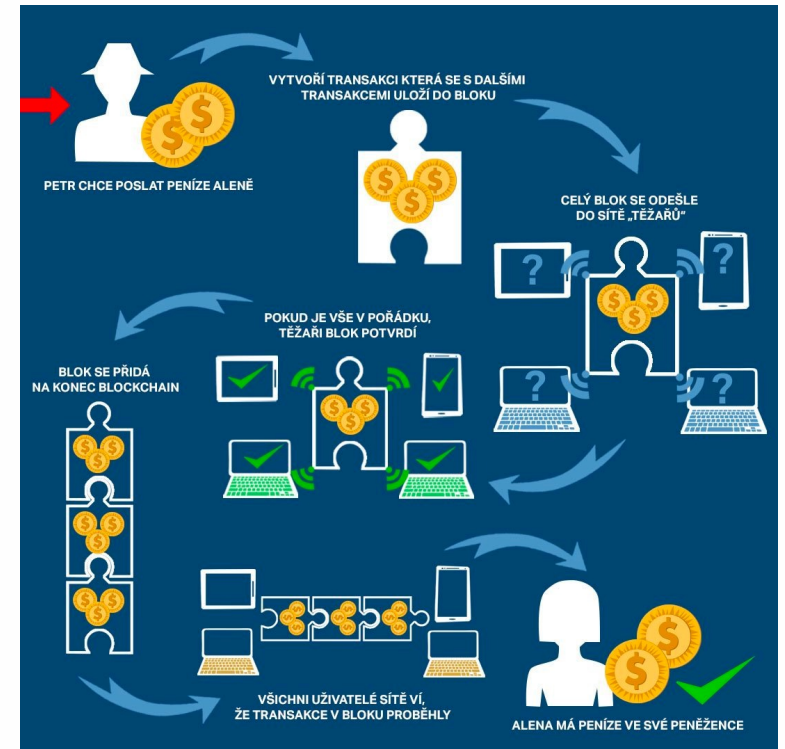 PETR CHCE POSLAT PENÍZE ALENĚ
VYTVOŘÍ TRANSAKCI KTERÁ SE S DALŠÍMI
TRANSAKCEMI ULOŽÍ DO BLOKU
CELÝ BLOK SE ODEŠLE
DO SÍTĚ „TĚŽAŘŮ“
POKUD JE VŠE V POŘÁDKU,
TĚŽAŘI BLOK POTVRDÍ
BLOK SE PŘIDÁ
NA KONEC BLOCKCHAIN
VŠICHNI UŽIVATELÉ SÍTĚ VÍ,
ŽE TRANSAKCE V BLOKU PROBĚHLY
ALENA MÁ PENÍZE VE SVÉ PENĚŽENCE